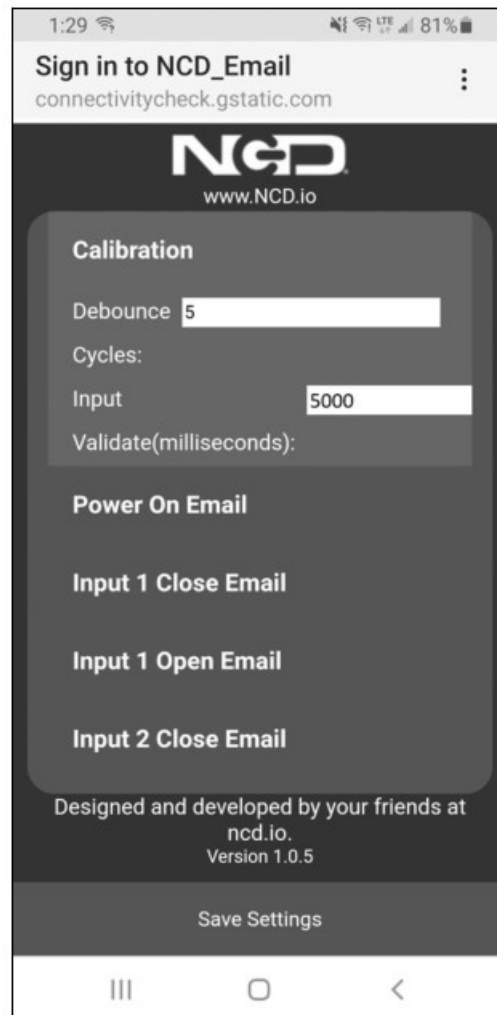 1:29 LTE 81%
Sign in to NCD_Email
connectivitycheck.gstatic.com
NCD
www.NCD.io
Calibration
Debounce 5
Cycles:
Input 5000
Validate(milliseconds):
Power On Email
Input 1 Close Email
Input 1 Open Email
Input 2 Close Email
Designed and developed by your friends at
ncd.io.
Version 1.0.5
Save Settings